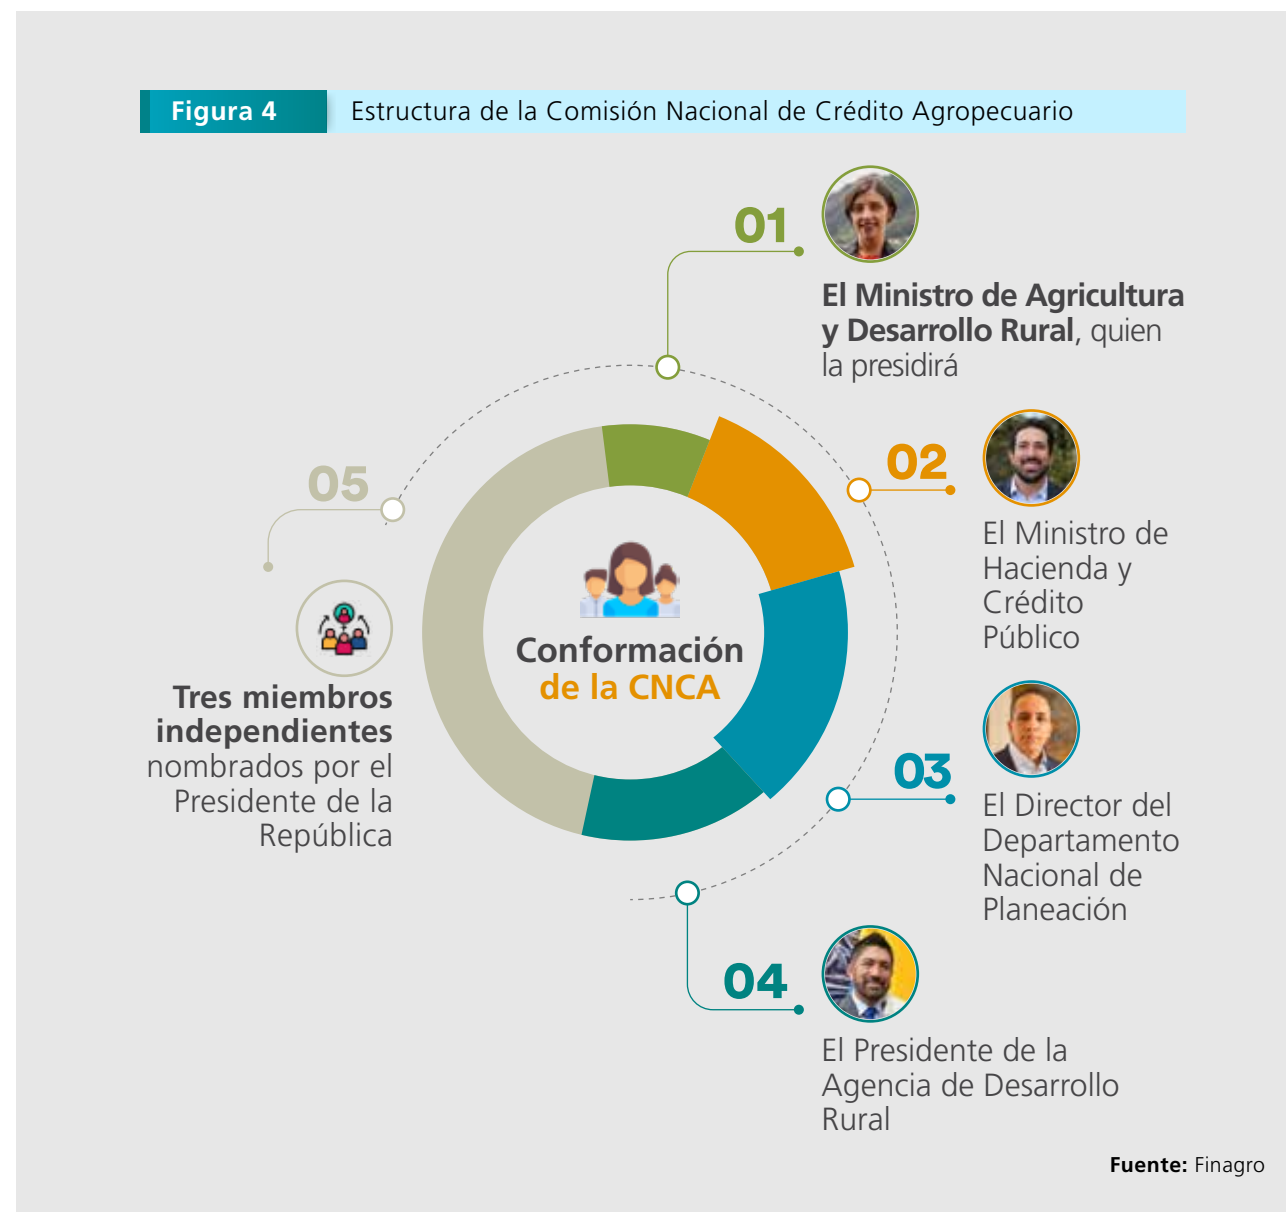 Figura 4
Estructura de la Comisión Nacional de Crédito Agropecuario
01
El Ministro de Agricultura
y Desarrollo Rural, quien
la presidirá
02
El Ministro de
Hacienda y
Crédito
Público
03
El Director del
Departamento
Nacional de
Planeación
04
El Presidente de la
Agencia de Desarrollo
Rural
05
Tres miembros
independientes
nombrados por el
Presidente de la
República
Conformación
de la CNCA
Fuente: Finagro